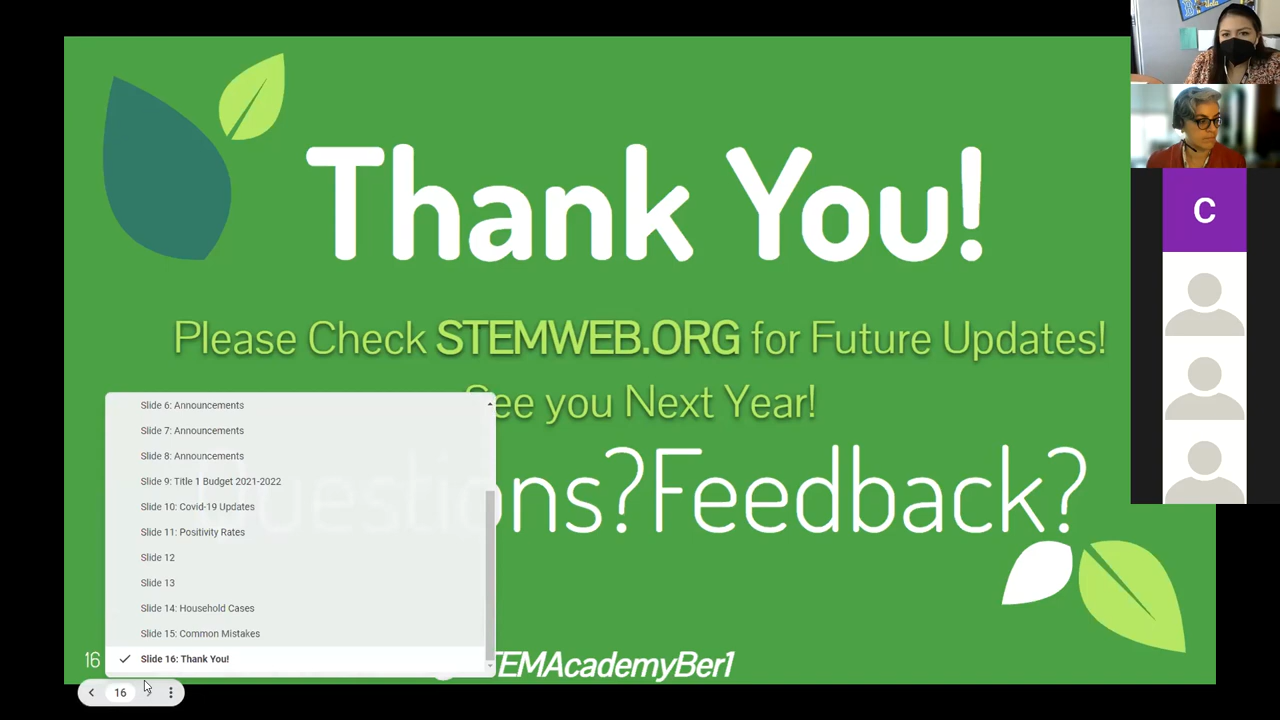 Thank You!
Please Check STEMWEB.ORG for Future Updates!
See you Next Year!
Questions?Feedback?
Slide 6: Announcements
Slide 7: Announcements
Slide 8: Announcements
Slide 9: Title 1 Budget 2021-2022
Slide 10: Covid-19 Updates
Slide 11: Positivity Rates
Slide 12
Slide 13
Slide 14: Household Cases
Slide 15: Common Mistakes
Slide 16: Thank You!
16
TEMAcademyBer1
16
C